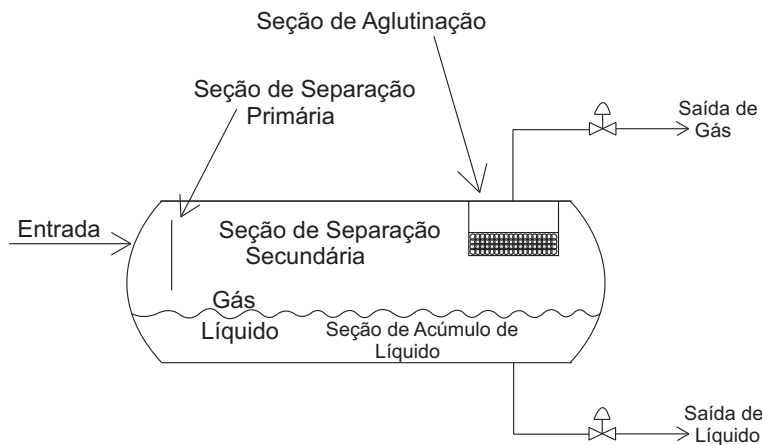 Seção de Aglutinação
Seção de Separação
Primária
Saída de
Gás
Entrada
Seção de Separação
Secundária
Gás
Líquido
Seção de Acúmulo de
Líquido
Saída de
Líquido